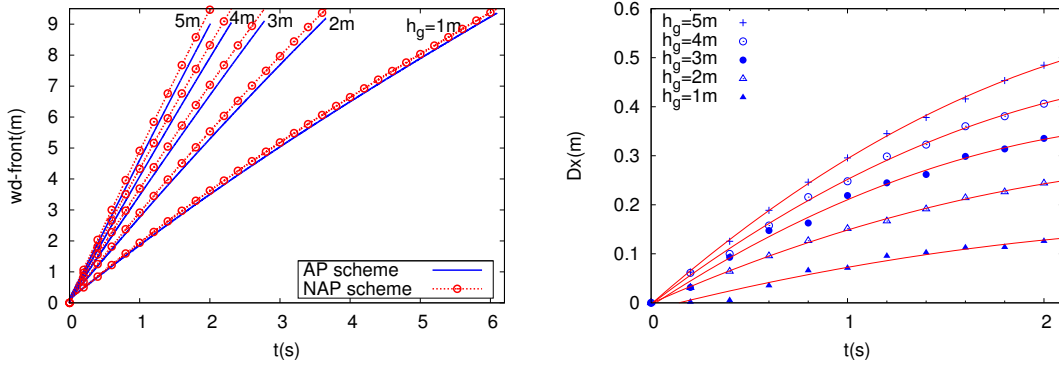 9
8
7
6
5
4
3
2
1
0
wd-front(m)
5m
4m
3m
2m
h_g=1m
AP scheme
NAP scheme
0 1 2 3 4 5 6
t(s)
0.6
0.5
0.4
0.3
0.2
0.1
0
Dx(m)
h_g=5m
h_g=4m
h_g=3m
h_g=2m
h_g=1m
0 1 2
t(s)